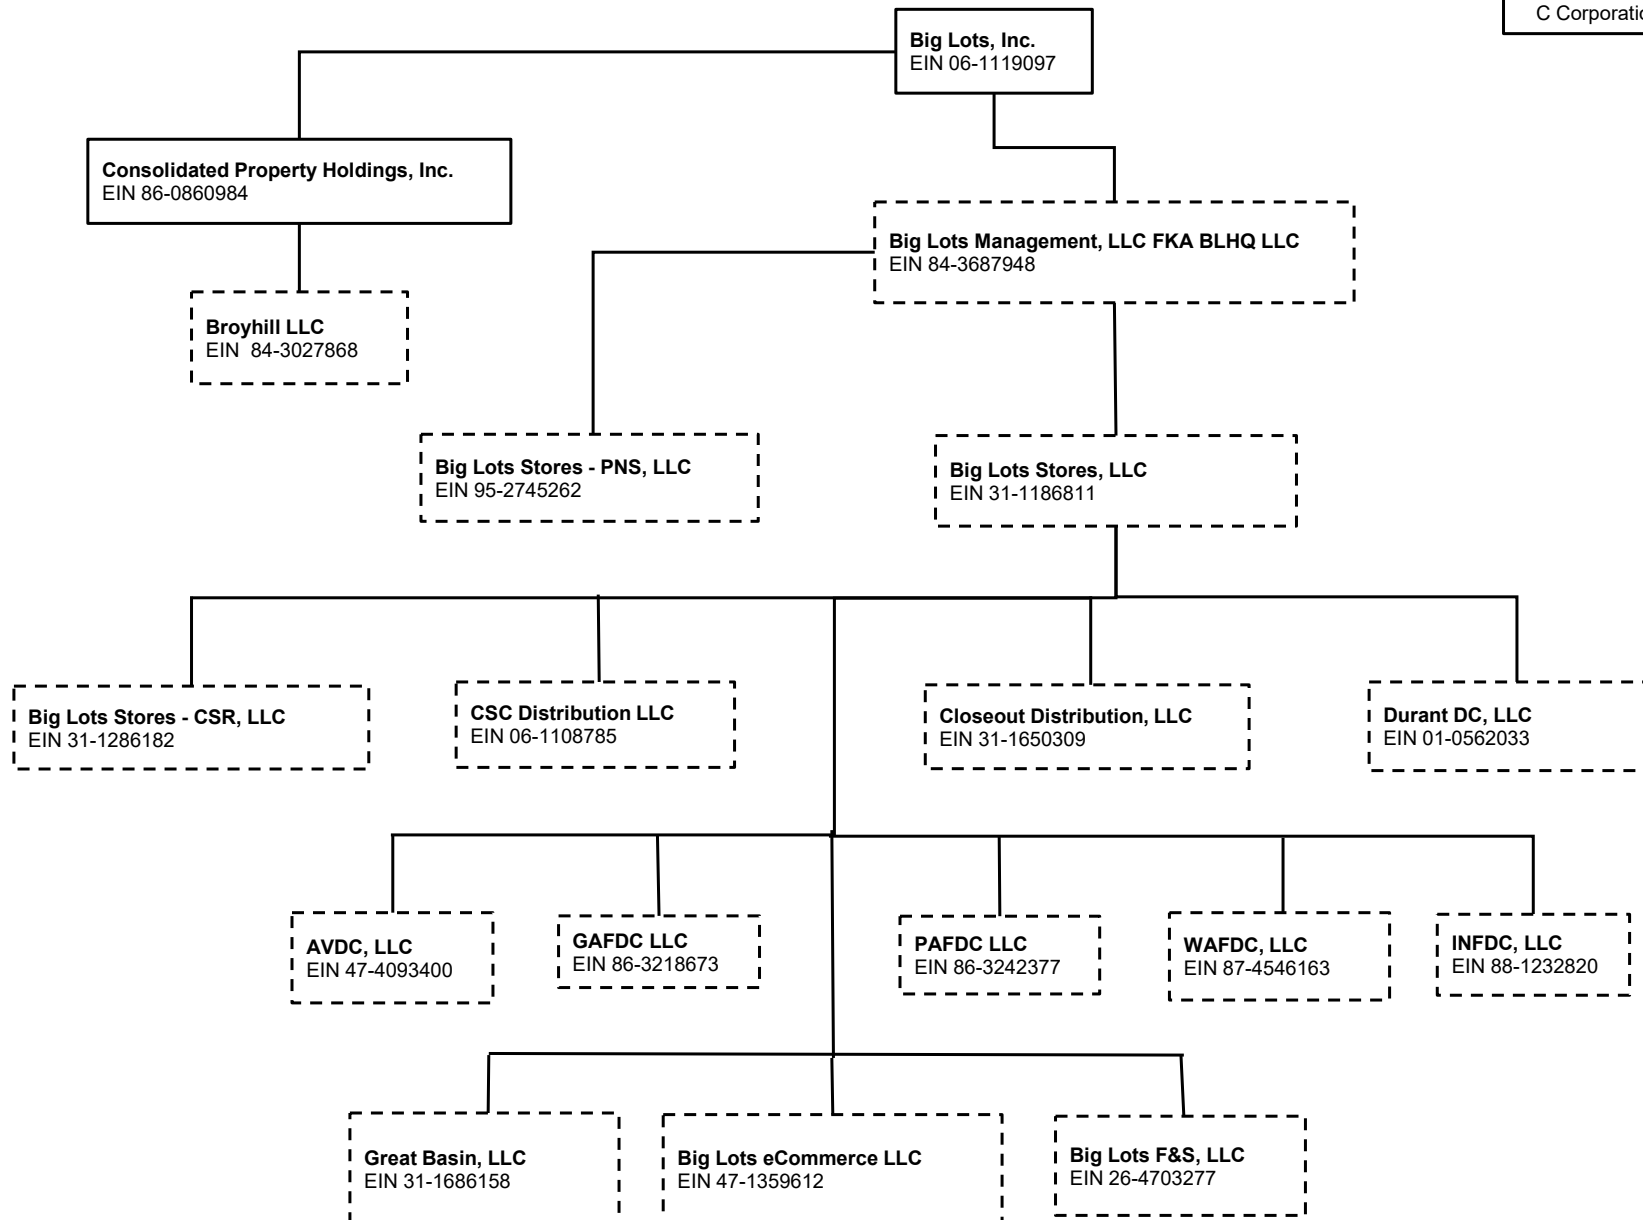 C Corporatio
Big Lots, Inc.
EIN 06-1119097
Consolidated Property Holdings, Inc.
EIN 86-0860984
Big Lots Management, LLC FKA BLHQ LLC
EIN 84-3687948
Broyhill LLC
EIN 84-3027868
Big Lots Stores - PNS, LLC
EIN 95-2745262
Big Lots Stores, LLC
EIN 31-1186811
Big Lots Stores - CSR, LLC
EIN 31-1286182
CSC Distribution LLC
EIN 06-1108785
Closeout Distribution, LLC
EIN 31-1650309
Durant DC, LLC
EIN 01-0562033
AVDC, LLC
EIN 47-4093400
GAFDC LLC
EIN 86-3218673
PAFDC LLC
EIN 86-3242377
WAFDC, LLC
EIN 87-4546163
INFDC, LLC
EIN 88-1232820
Great Basin, LLC
EIN 31-1686158
Big Lots eCommerce LLC
EIN 47-1359612
Big Lots F&S, LLC
EIN 26-4703277